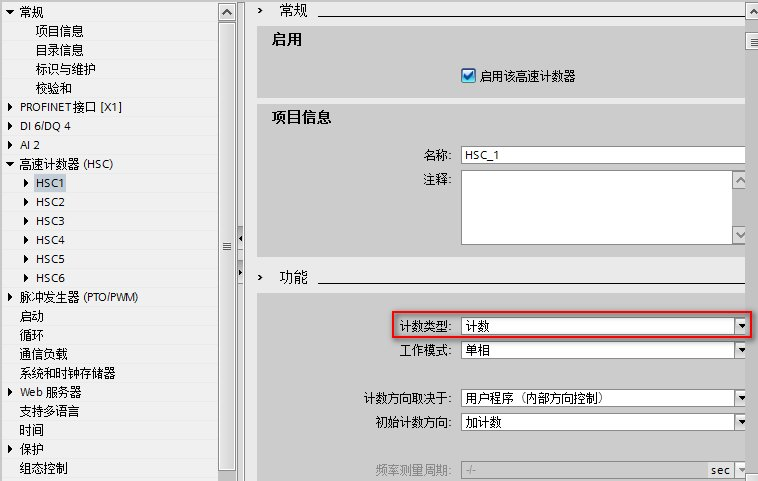 常规
项目信息
目录信息
标识与维护
校验和
PROFINET 接口 [X1]
DI 6/DQ 4
AI 2
高速计数器 (HSC)
HSC1
HSC2
HSC3
HSC4
HSC5
HSC6
脉冲发生器 (PTO/PWM)
启动
循环
通信负载
系统和时钟存储器
Web 服务器
支持多语言
时间
保护
组态控制
常规
启用
启用该高速计数器
项目信息
名称: HSC_1
注释:
功能
计数类型: 计数
工作模式: 单相
计数方向取决于: 用户程序（内部方向控制）
初始计数方向: 加计数
频率测量周期: -/- sec